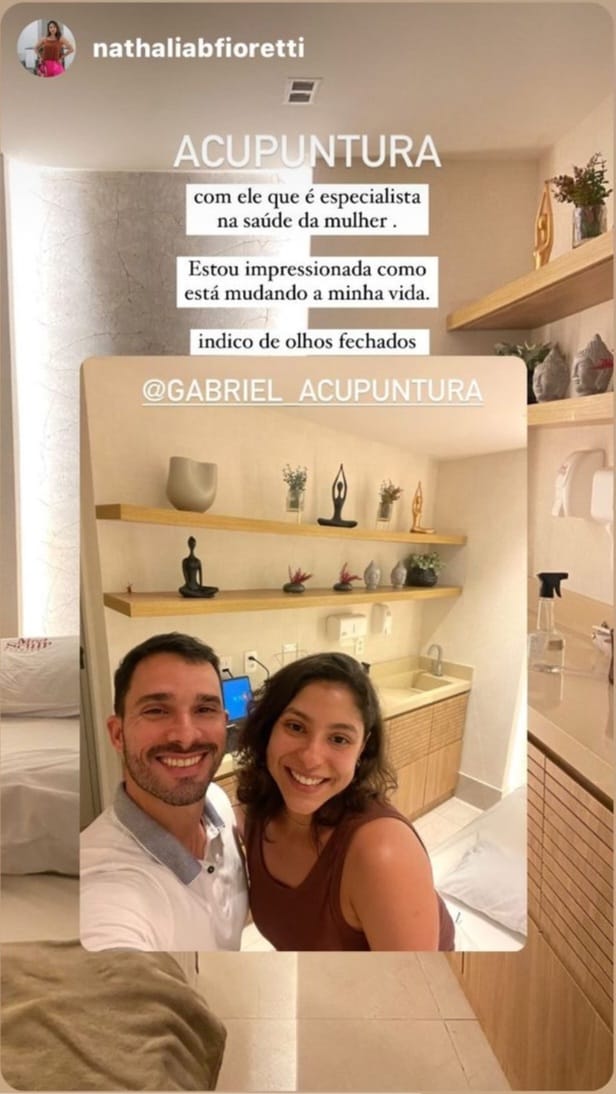 nathaliabfioretti
ACUPUNTURA
com ele que é especialista
na saúde da mulher .
Estou impressionada como
está mudando a minha vida.
indico de olhos fechados
@GABRIEL_ACUPUNTURA